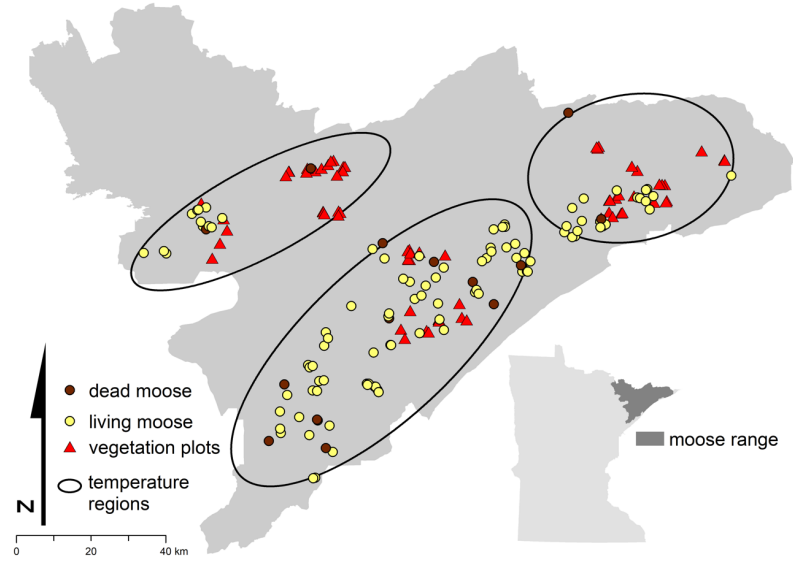 dead moose
living moose
vegetation plots
temperature
regions
N
0 20 40 km
moose range